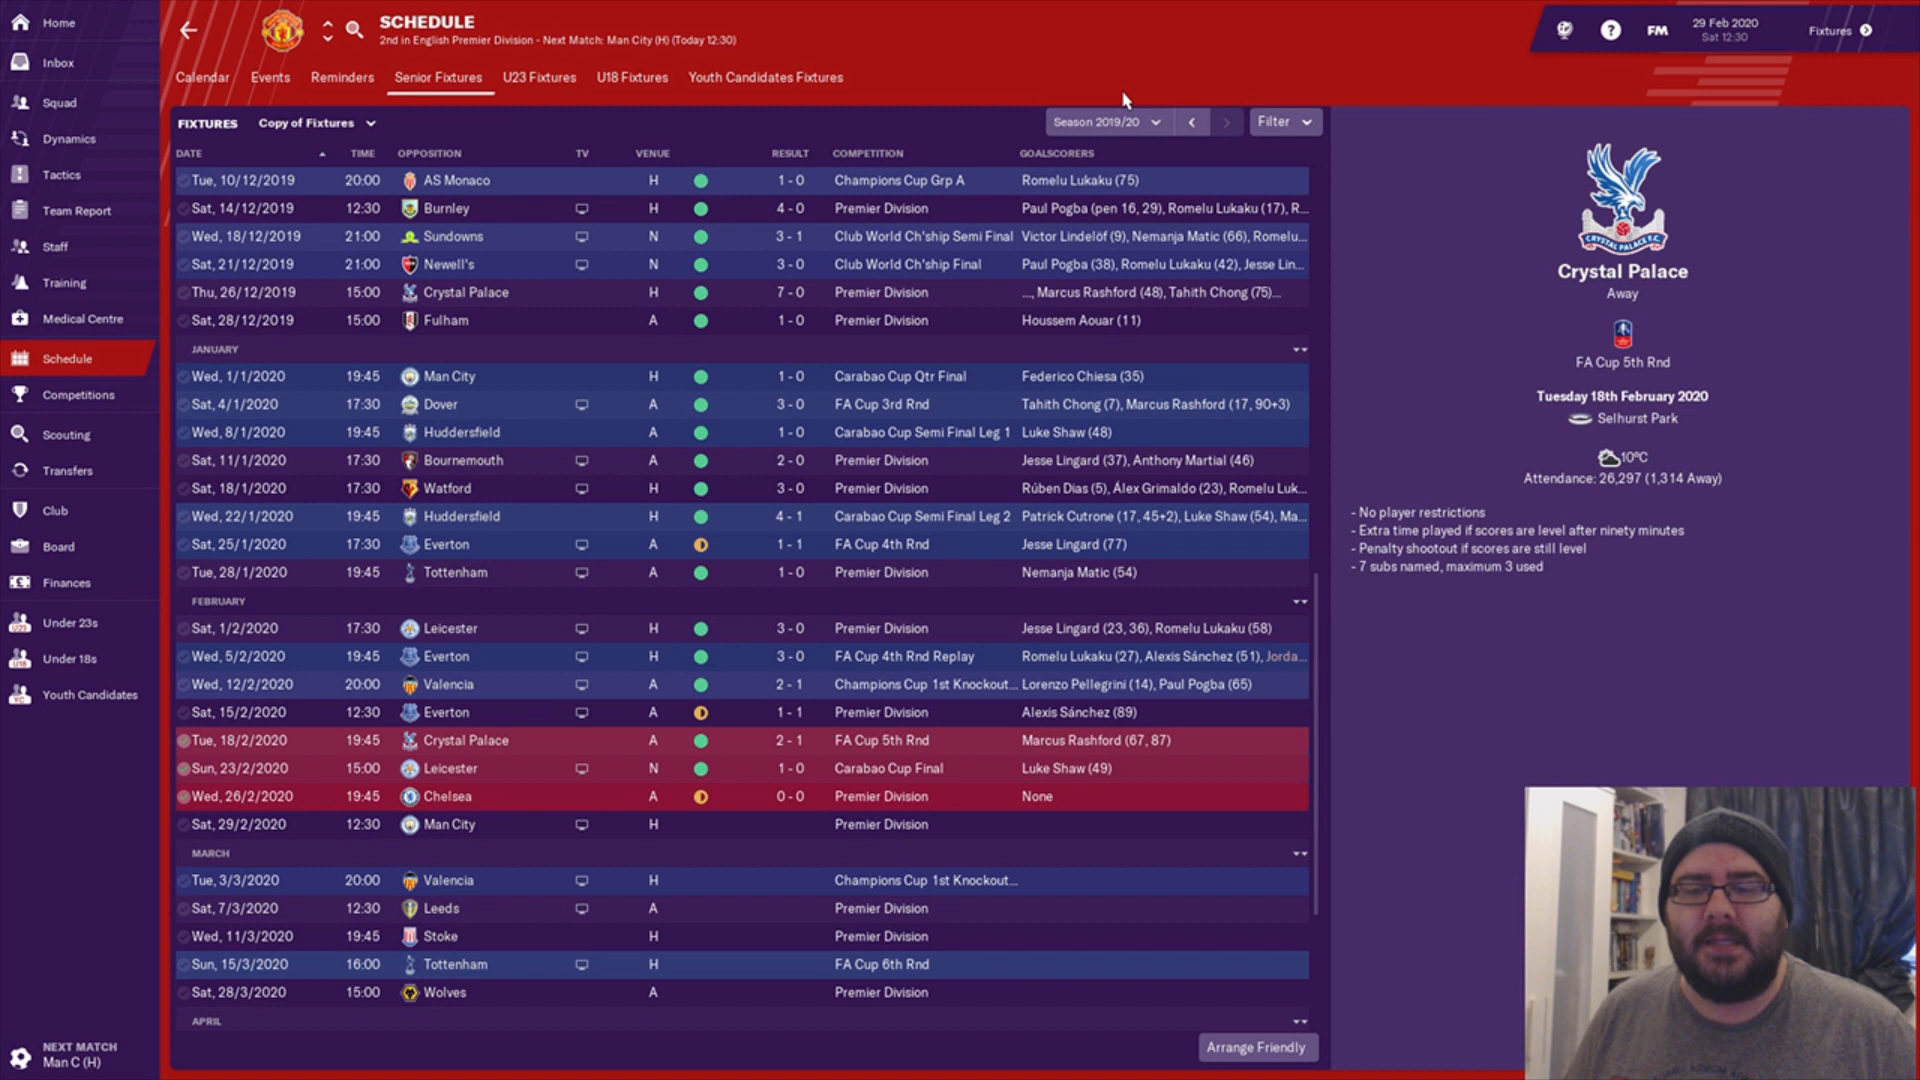 Home
Inbox
Squad
Dynamics
Tactics
Team Report
Staff
Training
Medical Centre
Schedule
Competitions
Scouting
Transfers
Club
Board
Finances
Under 23s
Under 18s
Youth Candidates
NEXT MATCH
Man C (H)
SCHEDULE
2nd in English Premier Division - Next Match: Man City (H) (Today 12:30)
FM
29 Feb 2020
Sat 12:30
Fixtures
Calendar Events Reminders Senior Fixtures U23 Fixtures U18 Fixtures Youth Candidates Fixtures
FIXTURES Copy of Fixtures Season 2019/20 Filter
DATE TIME OPPOSITION TV VENUE RESULT COMPETITION GOALSCORERS
Tue, 10/12/2019 20:00 AS Monaco H 1 - 0 Champions Cup Grp A Romelu Lukaku (75)
Sat, 14/12/2019 12:30 Burnley H 4 - 0 Premier Division Paul Pogba (pen 16, 29), Romelu Lukaku (17), R...
Wed, 18/12/2019 21:00 Sundowns N 3 - 1 Club World Ch'ship Semi Final Victor Lindelöf (9), Nemanja Matic (66), Romelu...
Sat, 21/12/2019 21:00 Newell's N 3 - 0 Club World Ch'ship Final Paul Pogba (38), Romelu Lukaku (42), Jesse Lin...
Thu, 26/12/2019 15:00 Crystal Palace H 7 - 0 Premier Division ..., Marcus Rashford (48), Tahith Chong (75)...
Sat, 28/12/2019 15:00 Fulham A 1 - 0 Premier Division Houssem Aouar (11)
JANUARY
Wed, 1/1/2020 19:45 Man City H 1 - 0 Carabao Cup Qtr Final Federico Chiesa (35)
Sat, 4/1/2020 17:30 Dover A 3 - 0 FA Cup 3rd Rnd Tahith Chong (7), Marcus Rashford (17, 90+3)
Wed, 8/1/2020 19:45 Huddersfield A 1 - 0 Carabao Cup Semi Final Leg 1 Luke Shaw (48)
Sat, 11/1/2020 17:30 Bournemouth A 2 - 0 Premier Division Jesse Lingard (37), Anthony Martial (46)
Sat, 18/1/2020 17:30 Watford H 3 - 0 Premier Division Rúben Dias (5), Álex Grimaldo (23), Romelu Luk...
Wed, 22/1/2020 19:45 Huddersfield H 4 - 1 Carabao Cup Semi Final Leg 2 Patrick Cutrone (17, 45+2), Luke Shaw (54), Ma...
Sat, 25/1/2020 17:30 Everton A 1 - 1 FA Cup 4th Rnd Jesse Lingard (77)
Tue, 28/1/2020 19:45 Tottenham A 1 - 0 Premier Division Nemanja Matic (54)
FEBRUARY
Sat, 1/2/2020 17:30 Leicester H 3 - 0 Premier Division Jesse Lingard (23, 36), Romelu Lukaku (58)
Wed, 5/2/2020 19:45 Everton H 3 - 0 FA Cup 4th Rnd Replay Romelu Lukaku (27), Alexis Sánchez (51), Jorda...
Wed, 12/2/2020 20:00 Valencia A 2 - 1 Champions Cup 1st Knockout... Lorenzo Pellegrini (14), Paul Pogba (65)
Sat, 15/2/2020 12:30 Everton A 1 - 1 Premier Division Alexis Sánchez (89)
Tue, 18/2/2020 19:45 Crystal Palace A 2 - 1 FA Cup 5th Rnd Marcus Rashford (67, 87)
Sun, 23/2/2020 15:00 Leicester N 1 - 0 Carabao Cup Final Luke Shaw (49)
Wed, 26/2/2020 19:45 Chelsea A 0 - 0 Premier Division None
Sat, 29/2/2020 12:30 Man City H Premier Division
MARCH
Tue, 3/3/2020 20:00 Valencia H Champions Cup 1st Knockout...
Sat, 7/3/2020 12:30 Leeds A Premier Division
Wed, 11/3/2020 19:45 Stoke H Premier Division
Sun, 15/3/2020 16:00 Tottenham H FA Cup 6th Rnd
Sat, 28/3/2020 15:00 Wolves A Premier Division
APRIL
Arrange Friendly
CRYSTAL PALACE F.C.
Crystal Palace
Away
FA Cup 5th Rnd
Tuesday 18th February 2020
Selhurst Park
10°C
Attendance: 26,297 (1,314 Away)
- No player restrictions
- Extra time played if scores are level after ninety minutes
- Penalty shootout if scores are still level
- 7 subs named, maximum 3 used